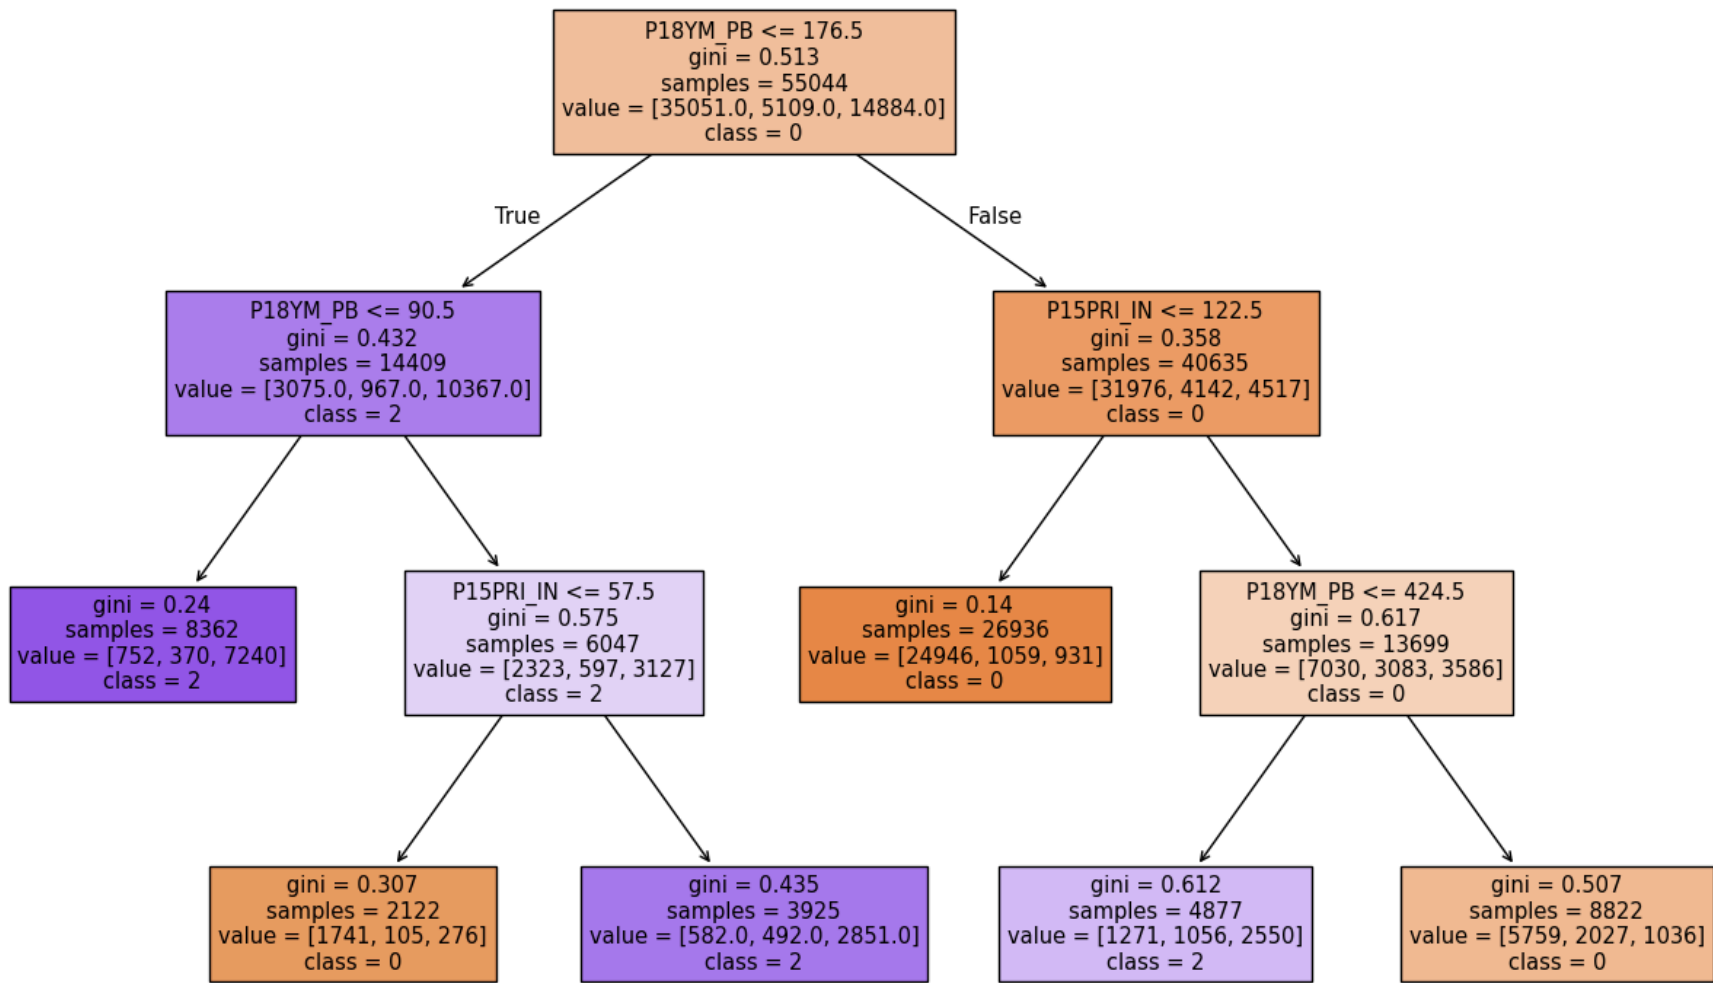 P18YM_PB <= 176.5
gini = 0.513
samples = 55044
value = [35051.0, 5109.0, 14884.0]
class = 0
True
False
P18YM_PB <= 90.5
gini = 0.432
samples = 14409
value = [3075.0, 967.0, 10367.0]
class = 2
P15PRI_IN <= 122.5
gini = 0.358
samples = 40635
value = [31976, 4142, 4517]
class = 0
gini = 0.24
samples = 8362
value = [752, 370, 7240]
class = 2
P15PRI_IN <= 57.5
gini = 0.575
samples = 6047
value = [2323, 597, 3127]
class = 2
gini = 0.14
samples = 26936
value = [24946, 1059, 931]
class = 0
P18YM_PB <= 424.5
gini = 0.617
samples = 13699
value = [7030, 3083, 3586]
class = 0
gini = 0.307
samples = 2122
value = [1741, 105, 276]
class = 0
gini = 0.435
samples = 3925
value = [582.0, 492.0, 2851.0]
class = 2
gini = 0.612
samples = 4877
value = [1271, 1056, 2550]
class = 2
gini = 0.507
samples = 8822
value = [5759, 2027, 1036]
class = 0